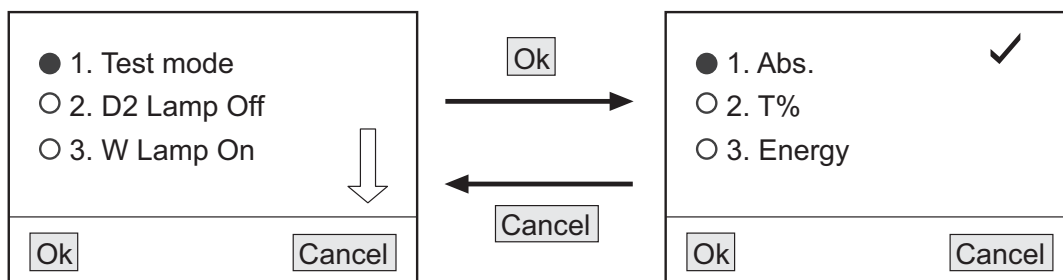 1. Test mode
2. D2 Lamp Off
3. W Lamp On
Ok
Cancel
Ok
Cancel
1. Abs.
2. T%
3. Energy
Ok
Cancel